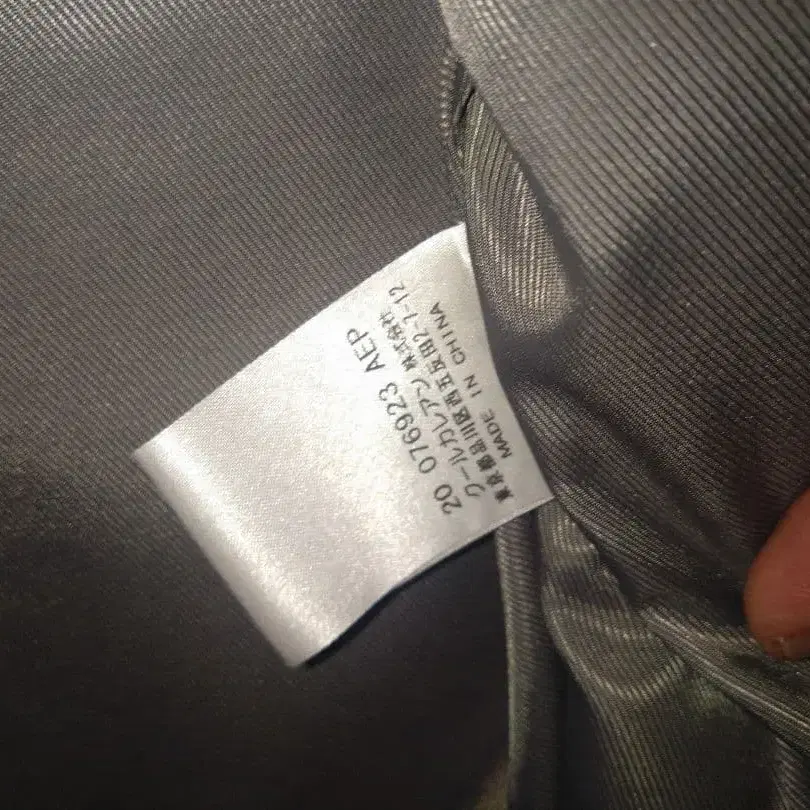 20 076923 AEP
クールカレアン 株式会社
東京都品川区西五反田2-7-12
MADE IN CHINA